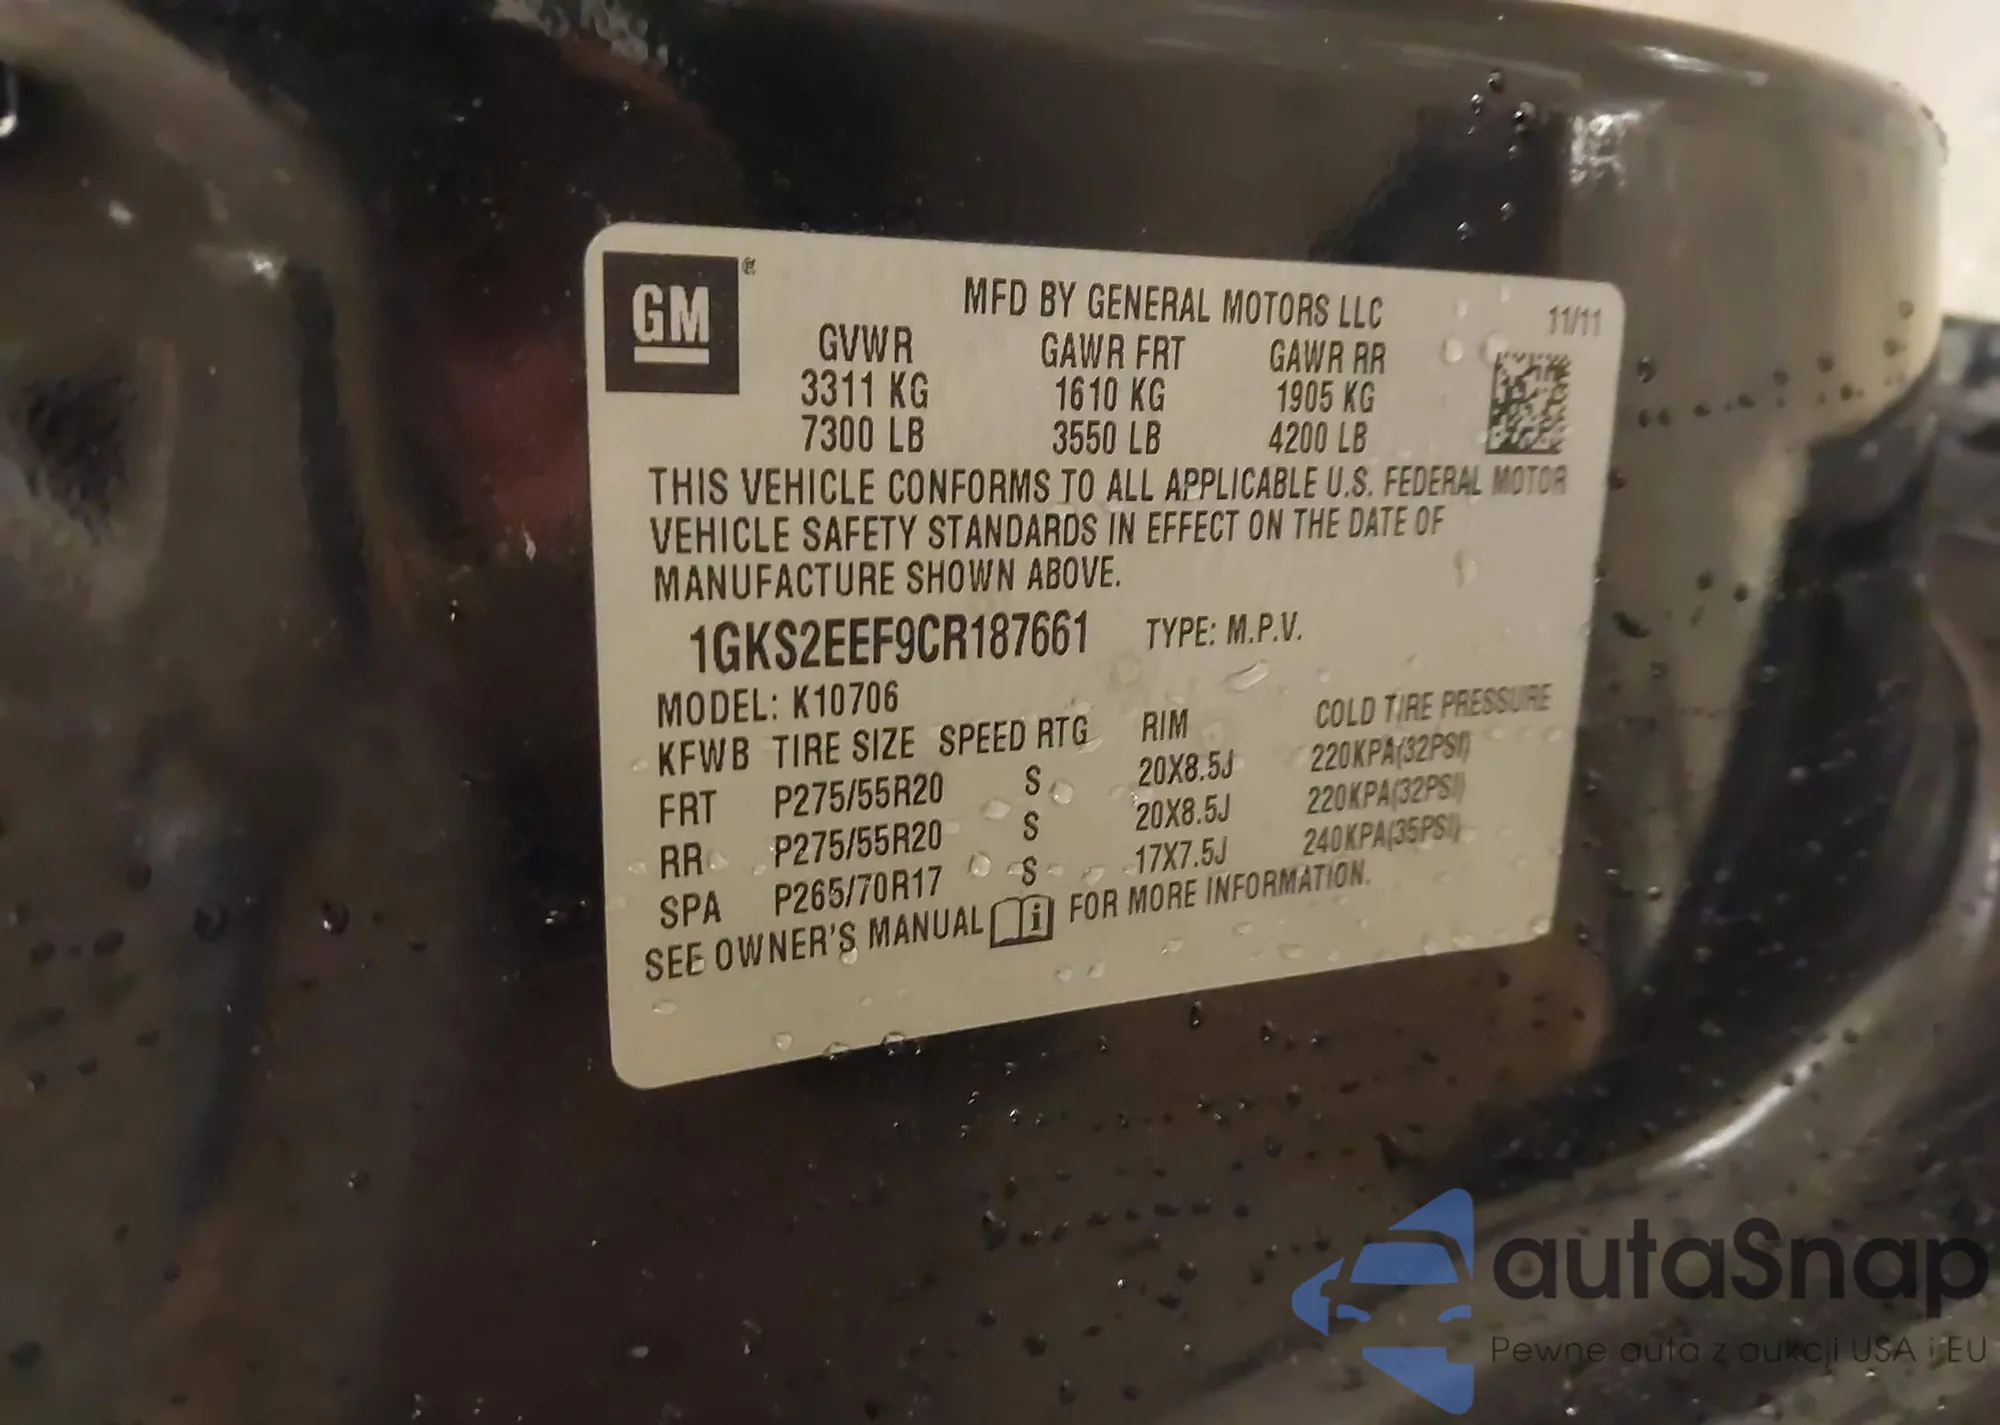 GM
MFD BY GENERAL MOTORS LLC 11/11
GVWR GAWR FRT GAWR RR
3311 KG 1610 KG 1905 KG
7300 LB 3550 LB 4200 LB
THIS VEHICLE CONFORMS TO ALL APPLICABLE U.S. FEDERAL MOTOR
VEHICLE SAFETY STANDARDS IN EFFECT ON THE DATE OF
MANUFACTURE SHOWN ABOVE.
1GKS2EEF9CR187661 TYPE: M.P.V.
MODEL: K10706
KFWB TIRE SIZE SPEED RTG RIM COLD TIRE PRESSURE
FRT P275/55R20 S 20X8.5J 220KPA(32PSI)
RR P275/55R20 S 20X8.5J 220KPA(32PSI)
SPA P265/70R17 S 17X7.5J 240KPA(35PSI)
SEE OWNER'S MANUAL FOR MORE INFORMATION.
autaSnap
Pewne auta z aukcji USA i EU